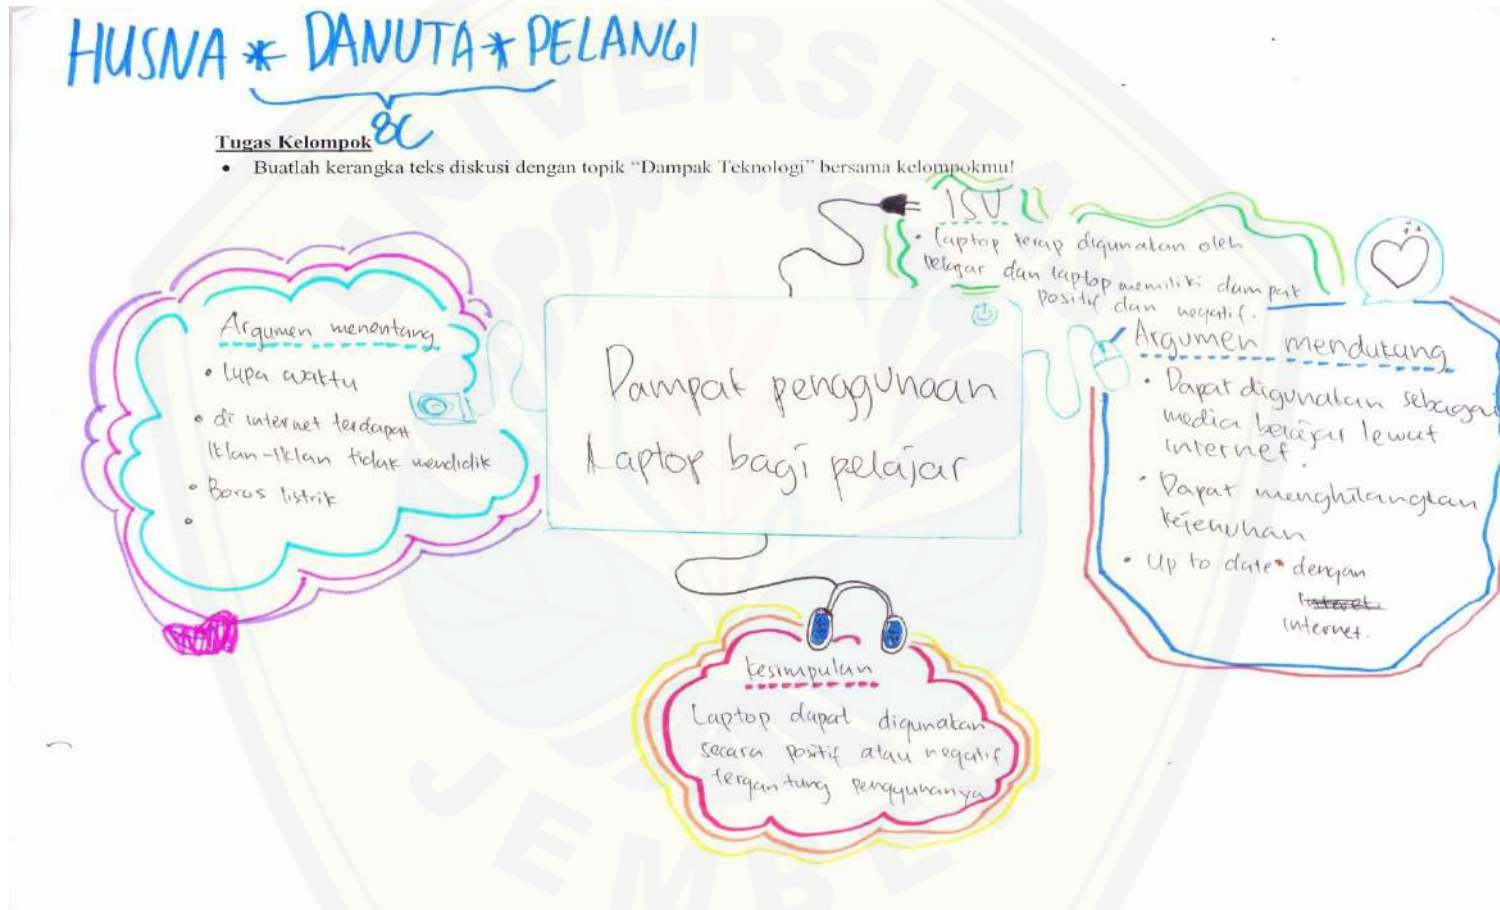 HUSNA * DANUTA * PELANGI
8C
Tugas Kelompok
• Buatlah kerangka teks diskusi dengan topik “Dampak Teknologi” bersama kelompokmu!
ISU
• laptop kerap digunakan oleh
pelajar dan laptop memiliki dampak
positif dan negatif.
Argumen menentang
• lupa waktu
• di internet terdapat
iklan-iklan tidak mendidik
• Boros listrik
•
Dampak penggunaan
Laptop bagi pelajar
Argumen mendukung
• Dapat digunakan sebagai
media belajar lewat
internet.
• Dapat menghilangkan
kejenuhan
• Up to date dengan
internet.
kesimpulan
Laptop dapat digunakan
secara positif atau negatif
tergantung penggunanya
UNIVERSITAS
JEMBER